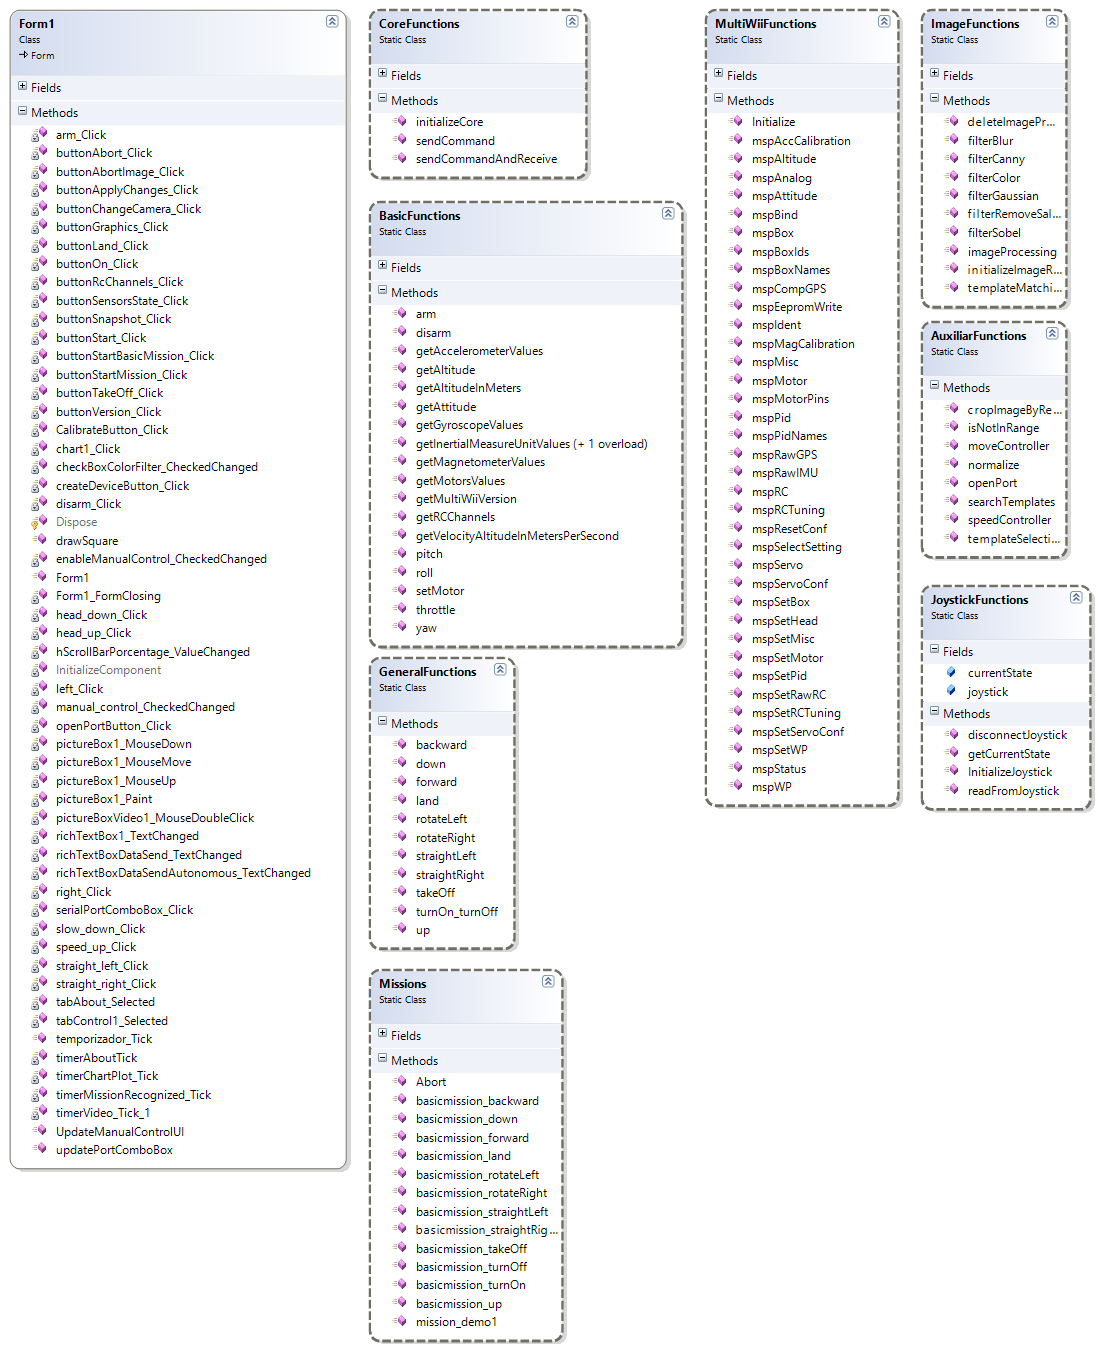 Form1
Class
Form
Fields
Methods
arm_Click
buttonAbort_Click
buttonAbortImage_Click
buttonApplyChanges_Click
buttonChangeCamera_Click
buttonGraphics_Click
buttonLand_Click
buttonOn_Click
buttonRcChannels_Click
buttonSensorsState_Click
buttonSnapshot_Click
buttonStart_Click
buttonStartBasicMission_Click
buttonStartMission_Click
buttonTakeOff_Click
buttonVersion_Click
CalibrateButton_Click
chart1_Click
checkBoxColorFilter_CheckedChanged
createDeviceButton_Click
disarm_Click
Dispose
drawSquare
enableManualControl_CheckedChanged
Form1
Form1_FormClosing
head_down_Click
head_up_Click
hScrollBarPorcentage_ValueChanged
InitializeComponent
left_Click
manual_control_CheckedChanged
openPortButton_Click
pictureBox1_MouseDown
pictureBox1_MouseMove
pictureBox1_MouseUp
pictureBox1_Paint
pictureBoxVideo1_MouseDoubleClick
richTextBox1_TextChanged
richTextBoxDataSend_TextChanged
richTextBoxDataSendAutonomous_TextChanged
right_Click
serialPortComboBox_Click
slow_down_Click
speed_up_Click
straight_left_Click
straight_right_Click
tabAbout_Selected
tabControl1_Selected
temporizador_Tick
timerAboutTick
timerChartPlot_Tick
timerMissionRecognized_Tick
timerVideo_Tick_1
UpdateManualControlUI
updatePortComboBox
CoreFunctions
Static Class
Fields
Methods
initializeCore
sendCommand
sendCommandAndReceive
BasicFunctions
Static Class
Fields
Methods
arm
disarm
getAccelerometerValues
getAltitude
getAltitudeInMeters
getAttitude
getGyroscopeValues
getInertialMeasureUnitValues (+ 1 overload)
getMagnetometerValues
getMotorsValues
getMultiWiiVersion
getRCChannels
getVelocityAltitudeInMetersPerSecond
pitch
roll
setMotor
throttle
yaw
GeneralFunctions
Static Class
Methods
backward
down
forward
land
rotateLeft
rotateRight
straightLeft
straightRight
takeOff
turnOn_turnOff
up
Missions
Static Class
Fields
Methods
Abort
basicmission_backward
basicmission_down
basicmission_forward
basicmission_land
basicmission_rotateLeft
basicmission_rotateRight
basicmission_straightLeft
basicmission_straightRig...
basicmission_takeOff
basicmission_turnOff
basicmission_turnOn
basicmission_up
mission_demo1
MultiWiiFunctions
Static Class
Fields
Methods
Initialize
mspAccCalibration
mspAltitude
mspAnalog
mspAttitude
mspBind
mspBox
mspBoxIds
mspBoxNames
mspCompGPS
mspEepromWrite
mspIdent
mspMagCalibration
mspMisc
mspMotor
mspMotorPins
mspPid
mspPidNames
mspRawGPS
mspRawIMU
mspRC
mspRCTuning
mspResetConf
mspSelectSetting
mspServo
mspServoConf
mspSetBox
mspSetHead
mspSetMisc
mspSetMotor
mspSetPid
mspSetRawRC
mspSetRCTuning
mspSetServoConf
mspSetWP
mspStatus
mspWP
ImageFunctions
Static Class
Fields
Methods
deleteImagePr...
filterBlur
filterCanny
filterColor
filterGaussian
filterRemoveSal...
filterSobel
imageProcessing
initializeImageR...
templateMatchi...
AuxiliarFunctions
Static Class
Methods
cropImageByRe...
isNotInRange
moveController
normalize
openPort
searchTemplates
speedController
templateSelecti...
JoystickFunctions
Static Class
Fields
currentState
joystick
Methods
disconnectJoystick
getCurrentState
InitializeJoystick
readFromJoystick